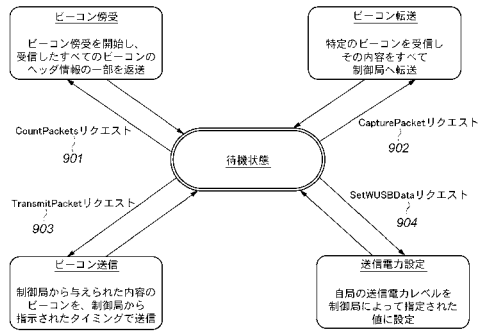 ビーコン傍受
ビーコン傍受を開始し、
受信したすべてのビーコンの
ヘッダ情報の一部を返送
ビーコン転送
特定のビーコンを受信し
その内容をすべて
制御局へ転送
CountPacketsリクエスト
901
CapturePacketリクエスト
902
待機状態
TransmitPacketリクエスト
903
SetWUSBDataリクエスト
904
ビーコン送信
制御局から与えられた内容の
ビーコンを、制御局から
指示されたタイミングで送信
送信電力設定
自局の送信電力レベルを
制御局によって指定された
値に設定